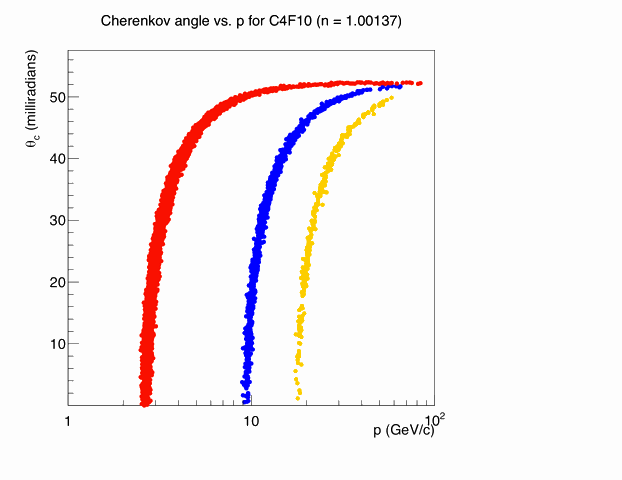 Cherenkov angle vs. p for C4F10 (n = 1.00137)
θc (milliradians)
50
40
30
20
10
1
10
10²
p (GeV/c)